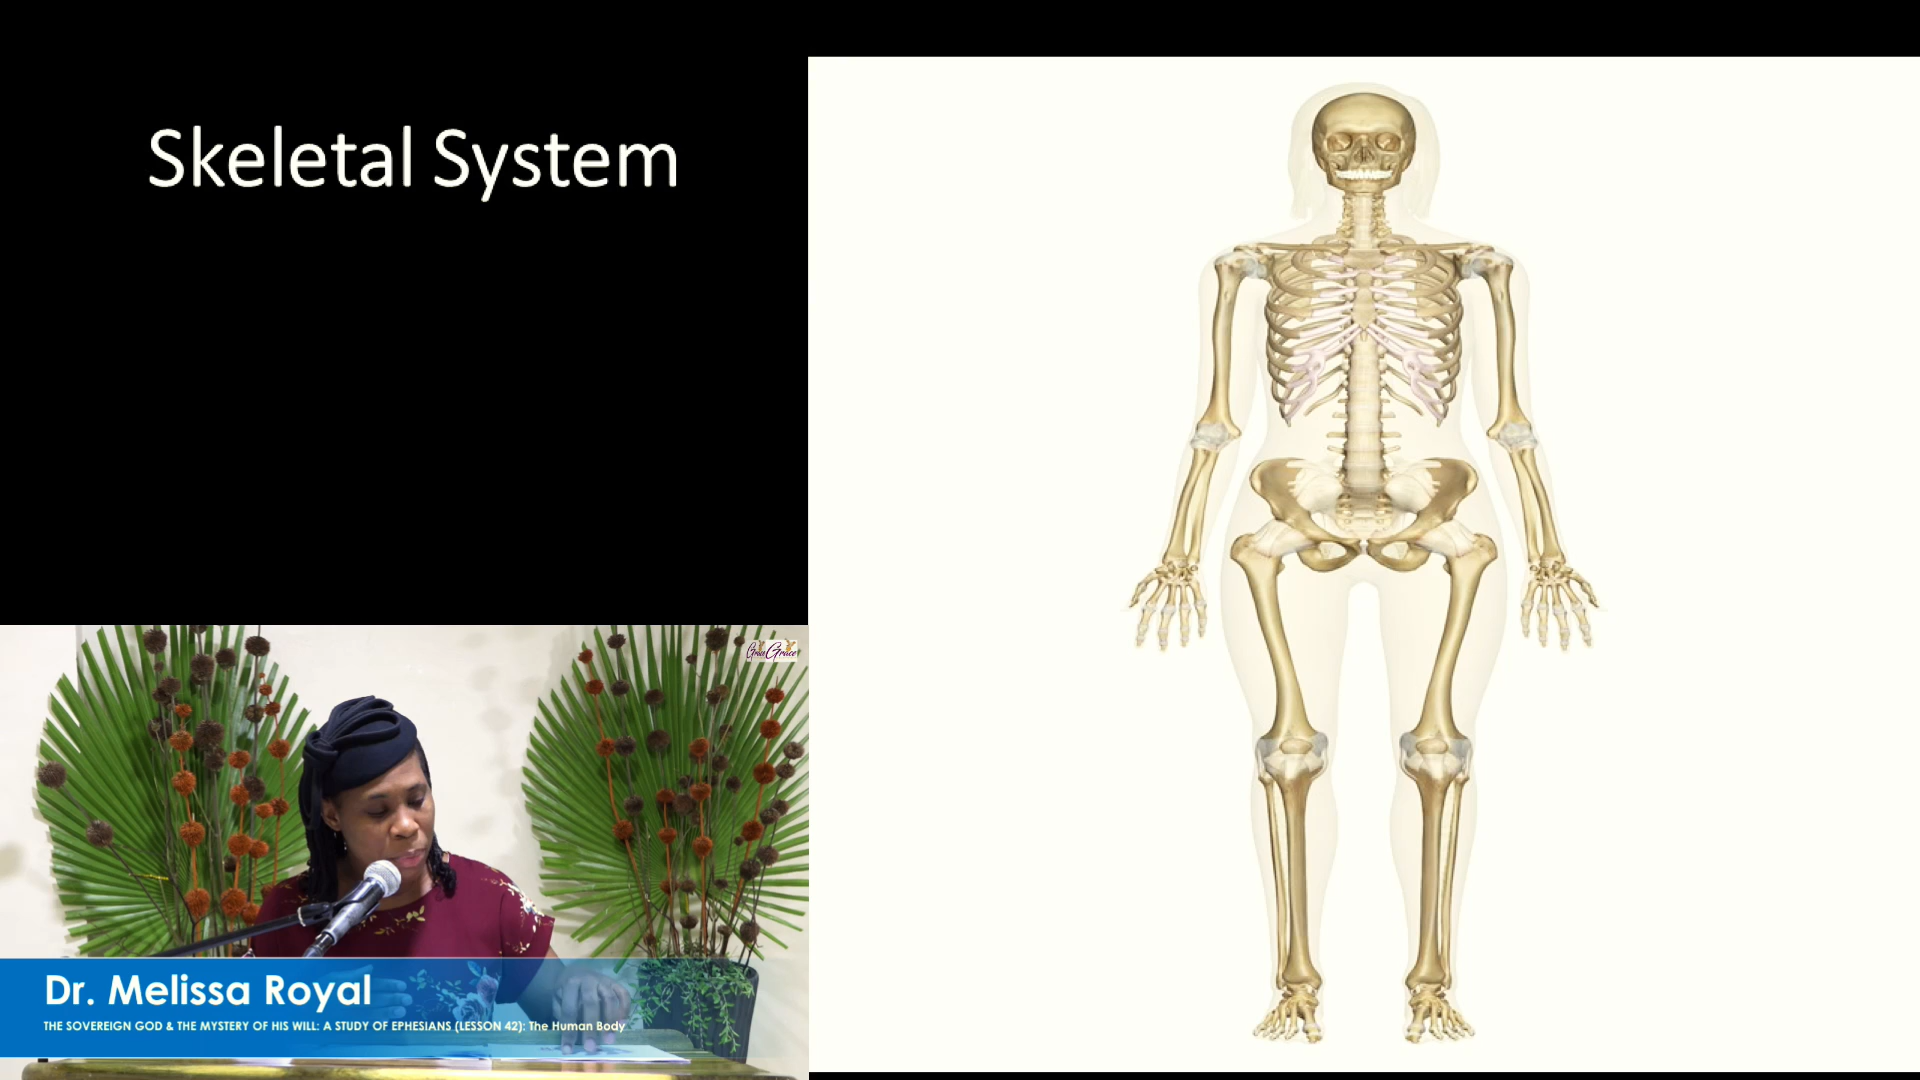 Skeletal System
GraceGrace
Dr. Melissa Royal
THE SOVEREIGN GOD & THE MYSTERY OF HIS WILL: A STUDY OF EPHESIANS (LESSON 42): The Human Body